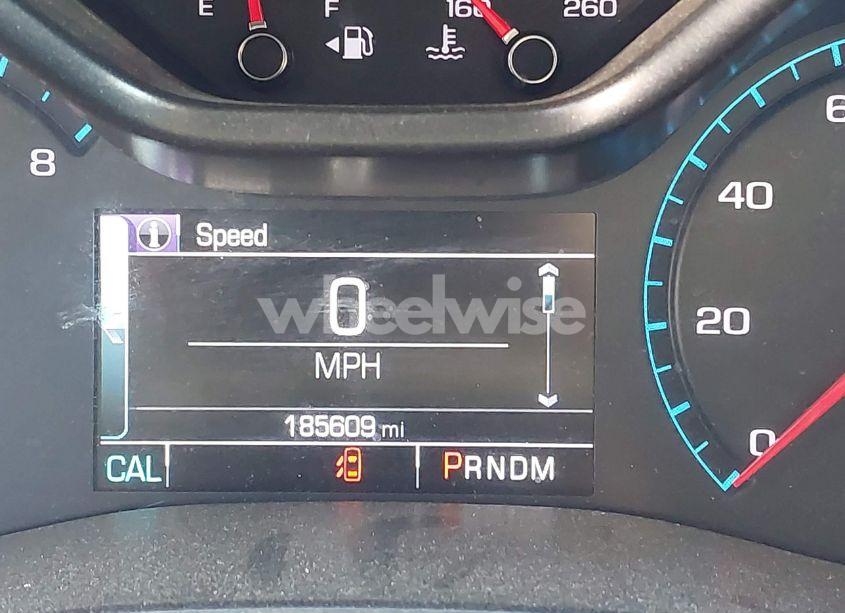 E F 160 260
8
Speed
40
0
wheelwise
MPH
20
185609 mi
0
CAL PRNDM